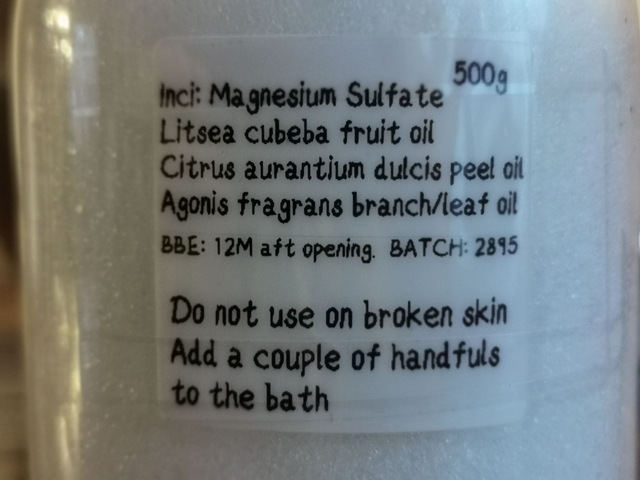 500g
Inci: Magnesium Sulfate
Litsea cubeba fruit oil
Citrus aurantium dulcis peel oil
Agonis fragrans branch/leaf oil
BBE: 12M aft opening. BATCH: 2895
Do not use on broken skin
Add a couple of handfuls
to the bath